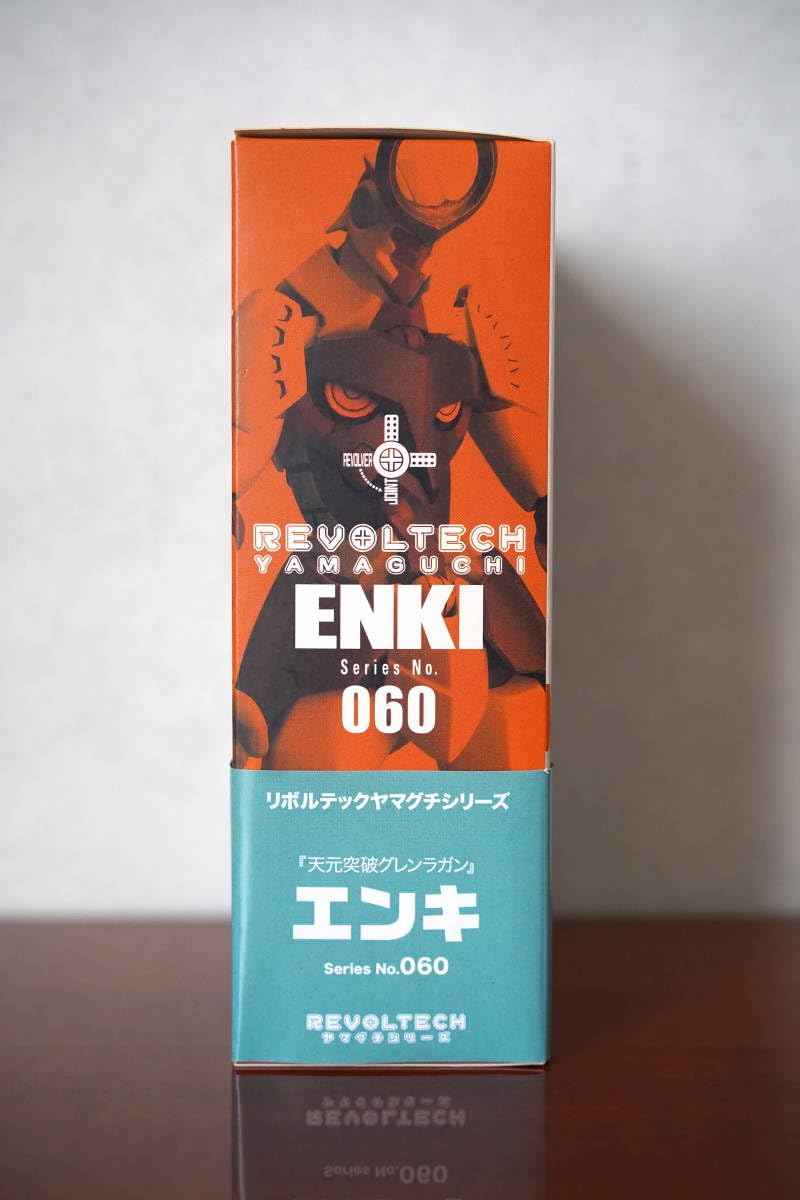 REVOLVER
JOINT
REVOLTECH
YAMAGUCHI
ENKI
Series No.
060
リボルテックヤマグチシリーズ
『天元突破グレンラガン』
エンキ
Series No.060
REVOLTECH
ヤマグチシリーズ